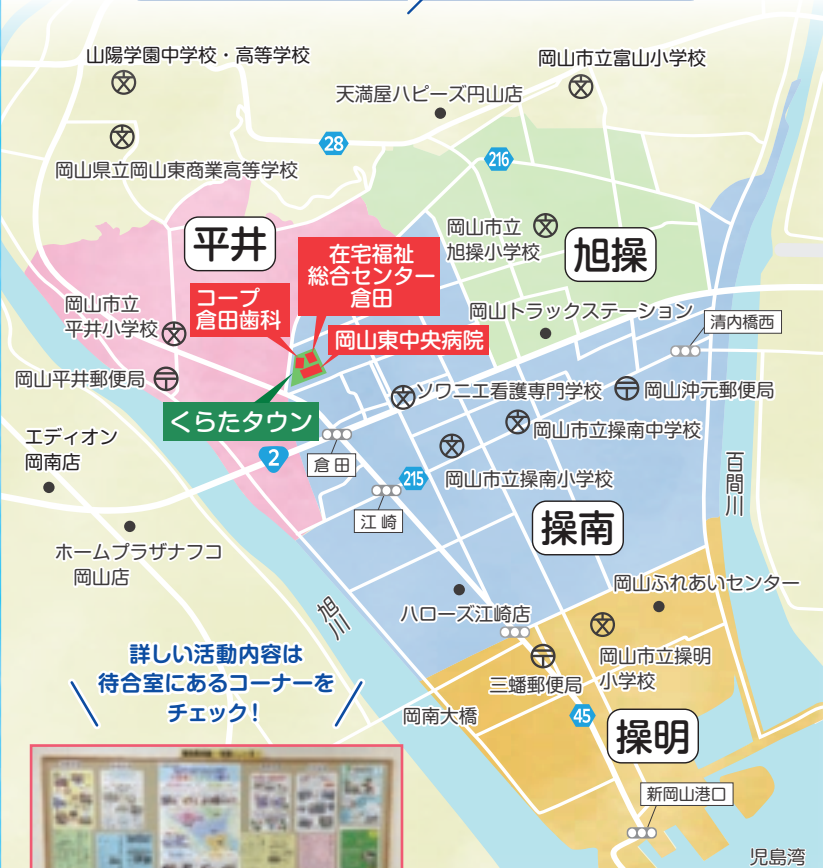 山陽学園中学校・高等学校
岡山市立富山小学校
天満屋ハピーズ円山店
28
216
岡山県立岡山東商業高等学校
平井
岡山市立
旭操小学校
旭操
在宅福祉
総合センター
倉田
コープ
倉田歯科
岡山東中央病院
岡山トラックステーション
清内橋西
岡山市立
平井小学校
岡山平井郵便局
くらたタウン
ソワニエ看護専門学校
岡山沖元郵便局
岡山市立操南中学校
エディオン
岡南店
2
倉田
215
岡山市立操南小学校
百間川
江崎
操南
ホームプラザナフコ
岡山店
旭川
ハローズ江崎店
岡山ふれあいセンター
岡山市立操明
小学校
三蟠郵便局
詳しい活動内容は
待合室にあるコーナーを
チェック！
岡南大橋
45
操明
新岡山港口
児島湾